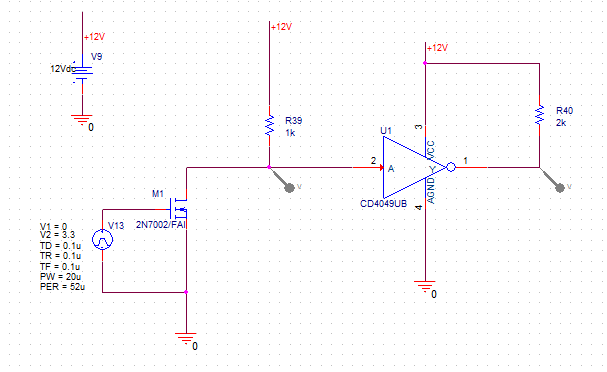 +12V
V9
12Vdc
0
+12V
R39
1k
+12V
R40
2k
U1
3
VCC
2
A
Y
1
AGND
4
CD4049UB
0
V
V
M1
2N7002/FAI
V13
V1 = 0
V2 = 3.3
TD = 0.1u
TR = 0.1u
TF = 0.1u
PW = 20u
PER = 52u
0